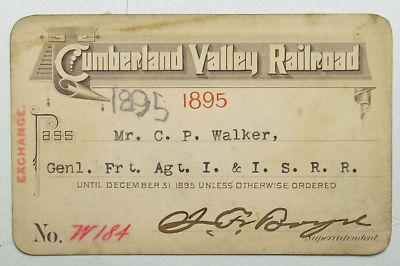 Cumberland Valley Railroad
1895 1895
EXCHANGE.
Pass
Mr. C. P. Walker,
Genl. Frt. Agt. I. & I. S. R. R.
UNTIL DECEMBER 31 1895 UNLESS OTHERWISE ORDERED
J. F. Boyd
No. W184 Superintendent.